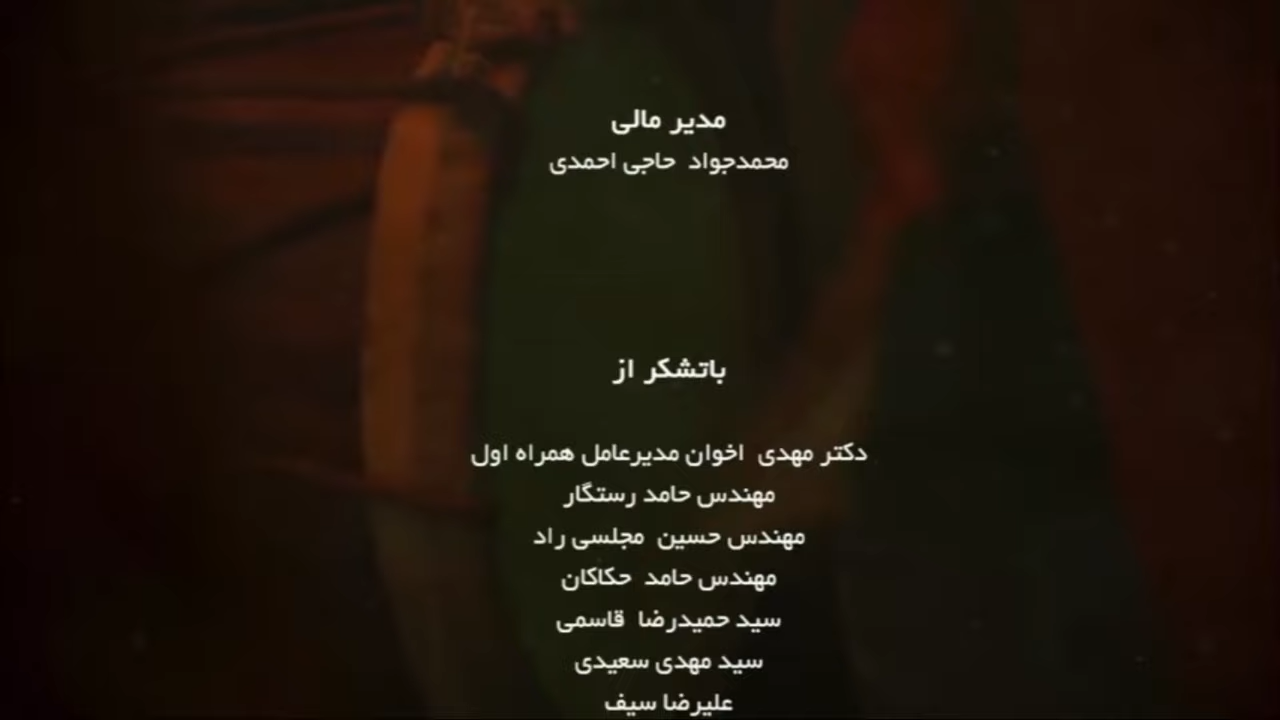 مدیر مالی
محمدجواد حاجی احمدی
باتشکر از
دکتر مهدی اخوان مدیرعامل همراه اول
مهندس حامد رستگار
مهندس حسین مجلسی راد
مهندس حامد حکاکان
سید حمیدرضا قاسمی
سید مهدی سعیدی
علیرضا سیف